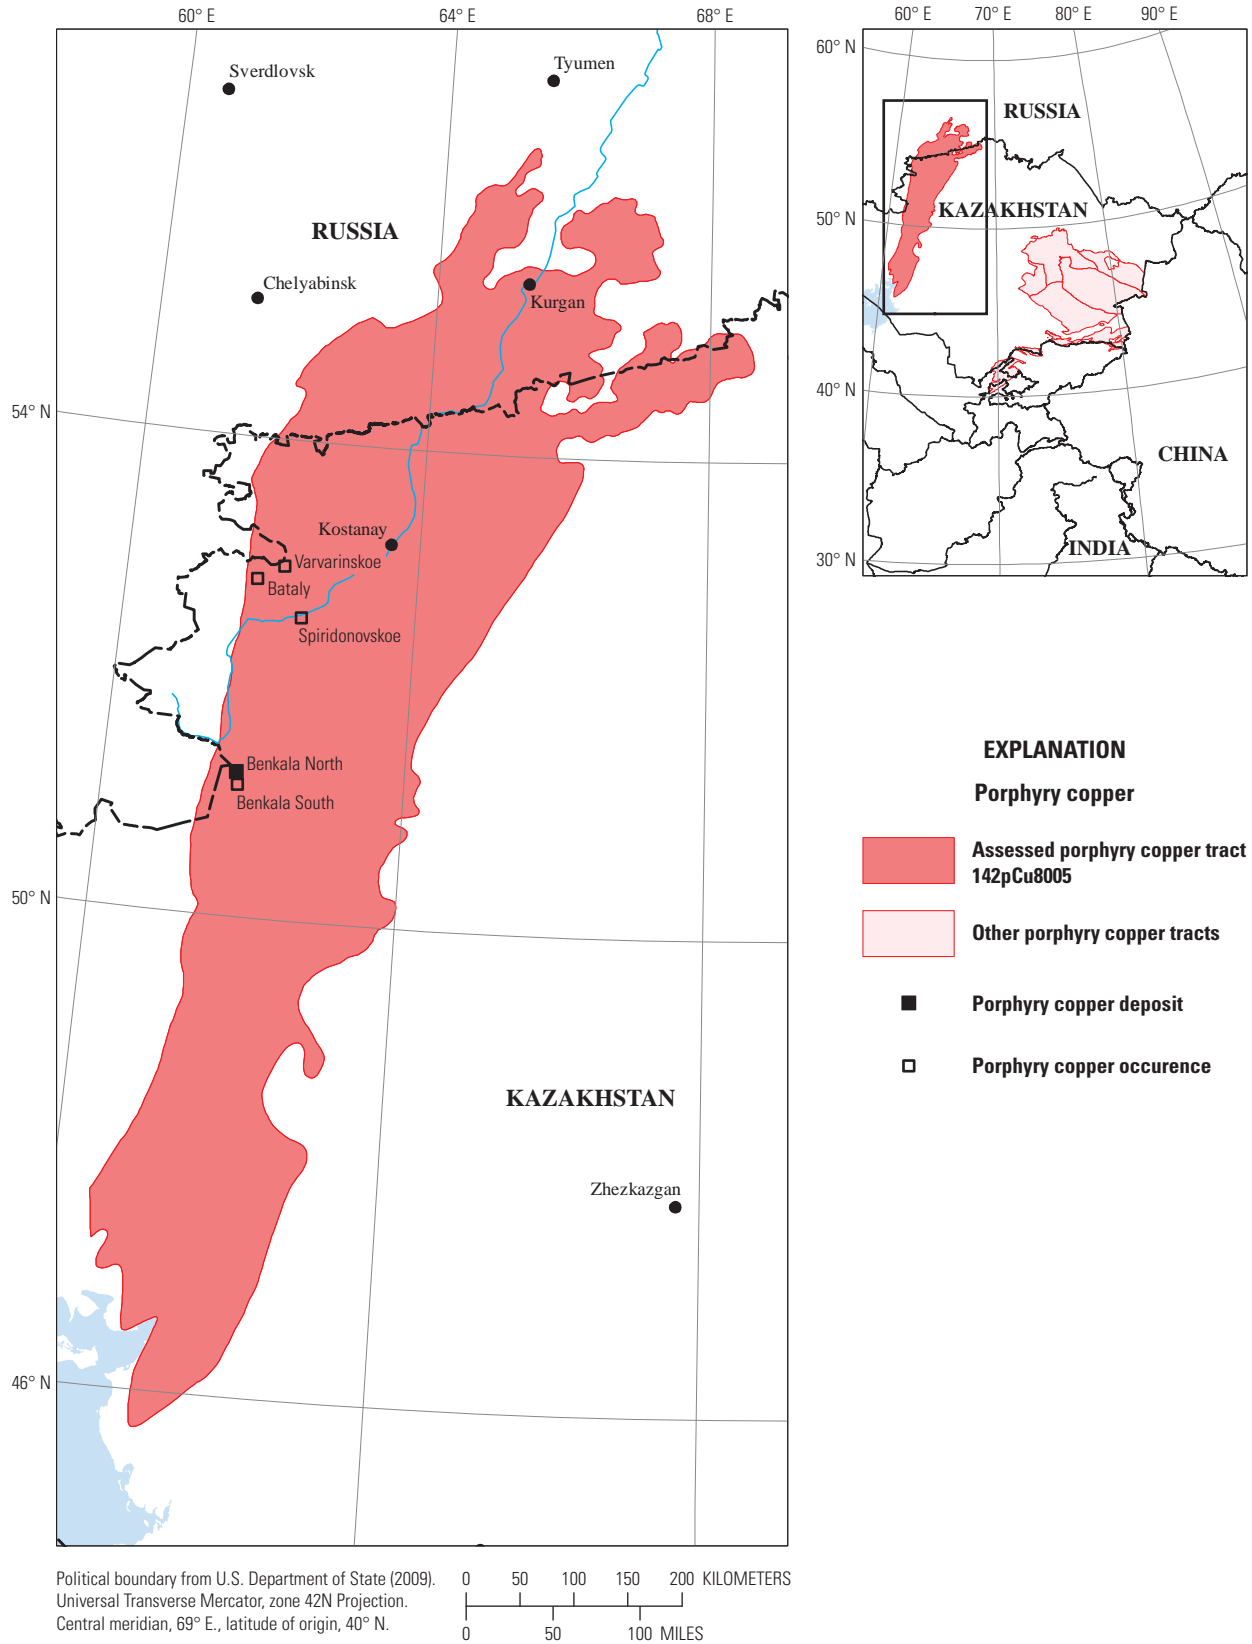 60° E
64° E
68° E
Sverdlovsk
Tyumen
RUSSIA
Chelyabinsk
Kurgan
54° N
Kostanay
Varvarinskoe
Bataly
Spiridonovskoe
Benkala North
Benkala South
50° N
KAZAKHSTAN
Zhezkazgan
46° N
60° E
70° E
80° E
90° E
60° N
RUSSIA
50° N
KAZAKHSTAN
40° N
CHINA
INDIA
30° N
EXPLANATION
Porphyry copper
Assessed porphyry copper tract
142pCu8005
Other porphyry copper tracts
Porphyry copper deposit
Porphyry copper occurence
Political boundary from U.S. Department of State (2009).
Universal Transverse Mercator, zone 42N Projection.
Central meridian, 69° E., latitude of origin, 40° N.
0 50 100 150 200 KILOMETERS
0 50 100 MILES